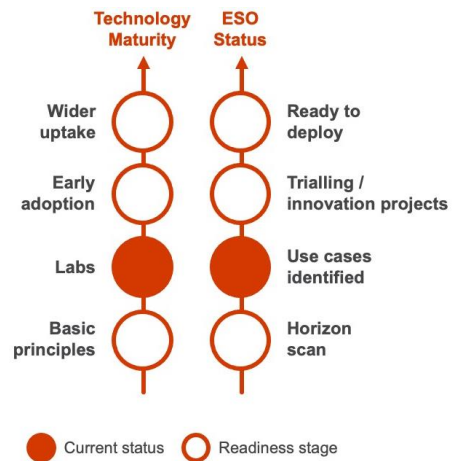 Technology
Maturity
ESO
Status
Wider
uptake
Ready to
deploy
Early
adoption
Trialling /
innovation projects
Labs
Use cases
identified
Basic
principles
Horizon
scan
Current status
Readiness stage